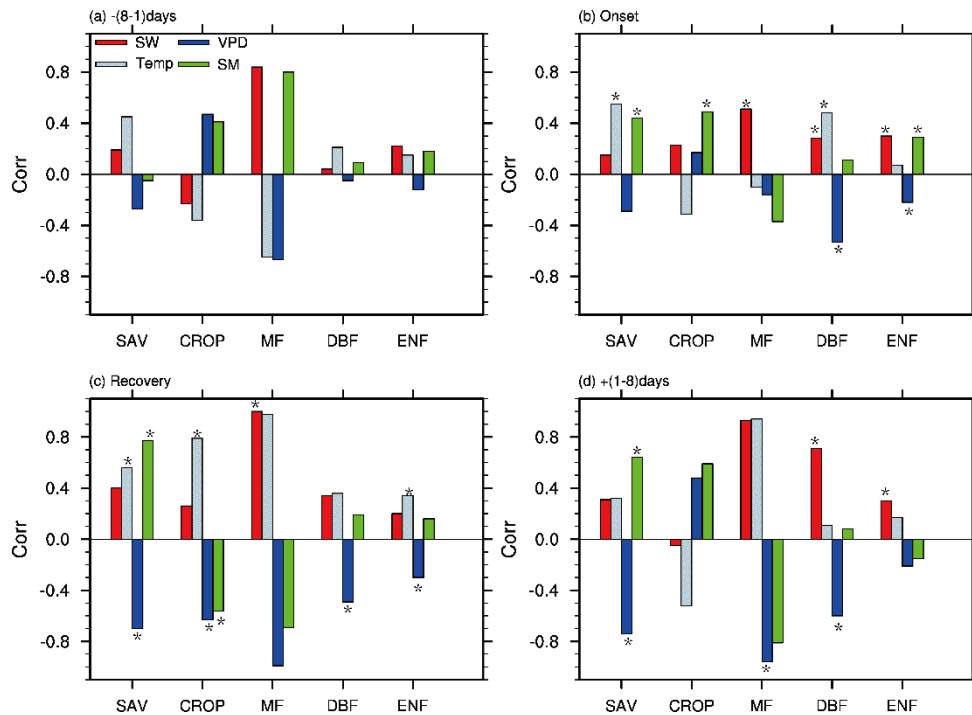 (a) -(8-1)days
SW
VPD
Temp
SM
0.8
0.4
0.0
-0.4
-0.8
Corr
SAV CROP MF DBF ENF
(b) Onset
0.8
0.4
0.0
-0.4
-0.8
Corr
* * * * * * * * * *
SAV CROP MF DBF ENF
(c) Recovery
0.8
0.4
0.0
-0.4
-0.8
Corr
* * * * * * * * * *
SAV CROP MF DBF ENF
(d) +(1-8)days
0.8
0.4
0.0
-0.4
-0.8
Corr
* * * * * *
SAV CROP MF DBF ENF